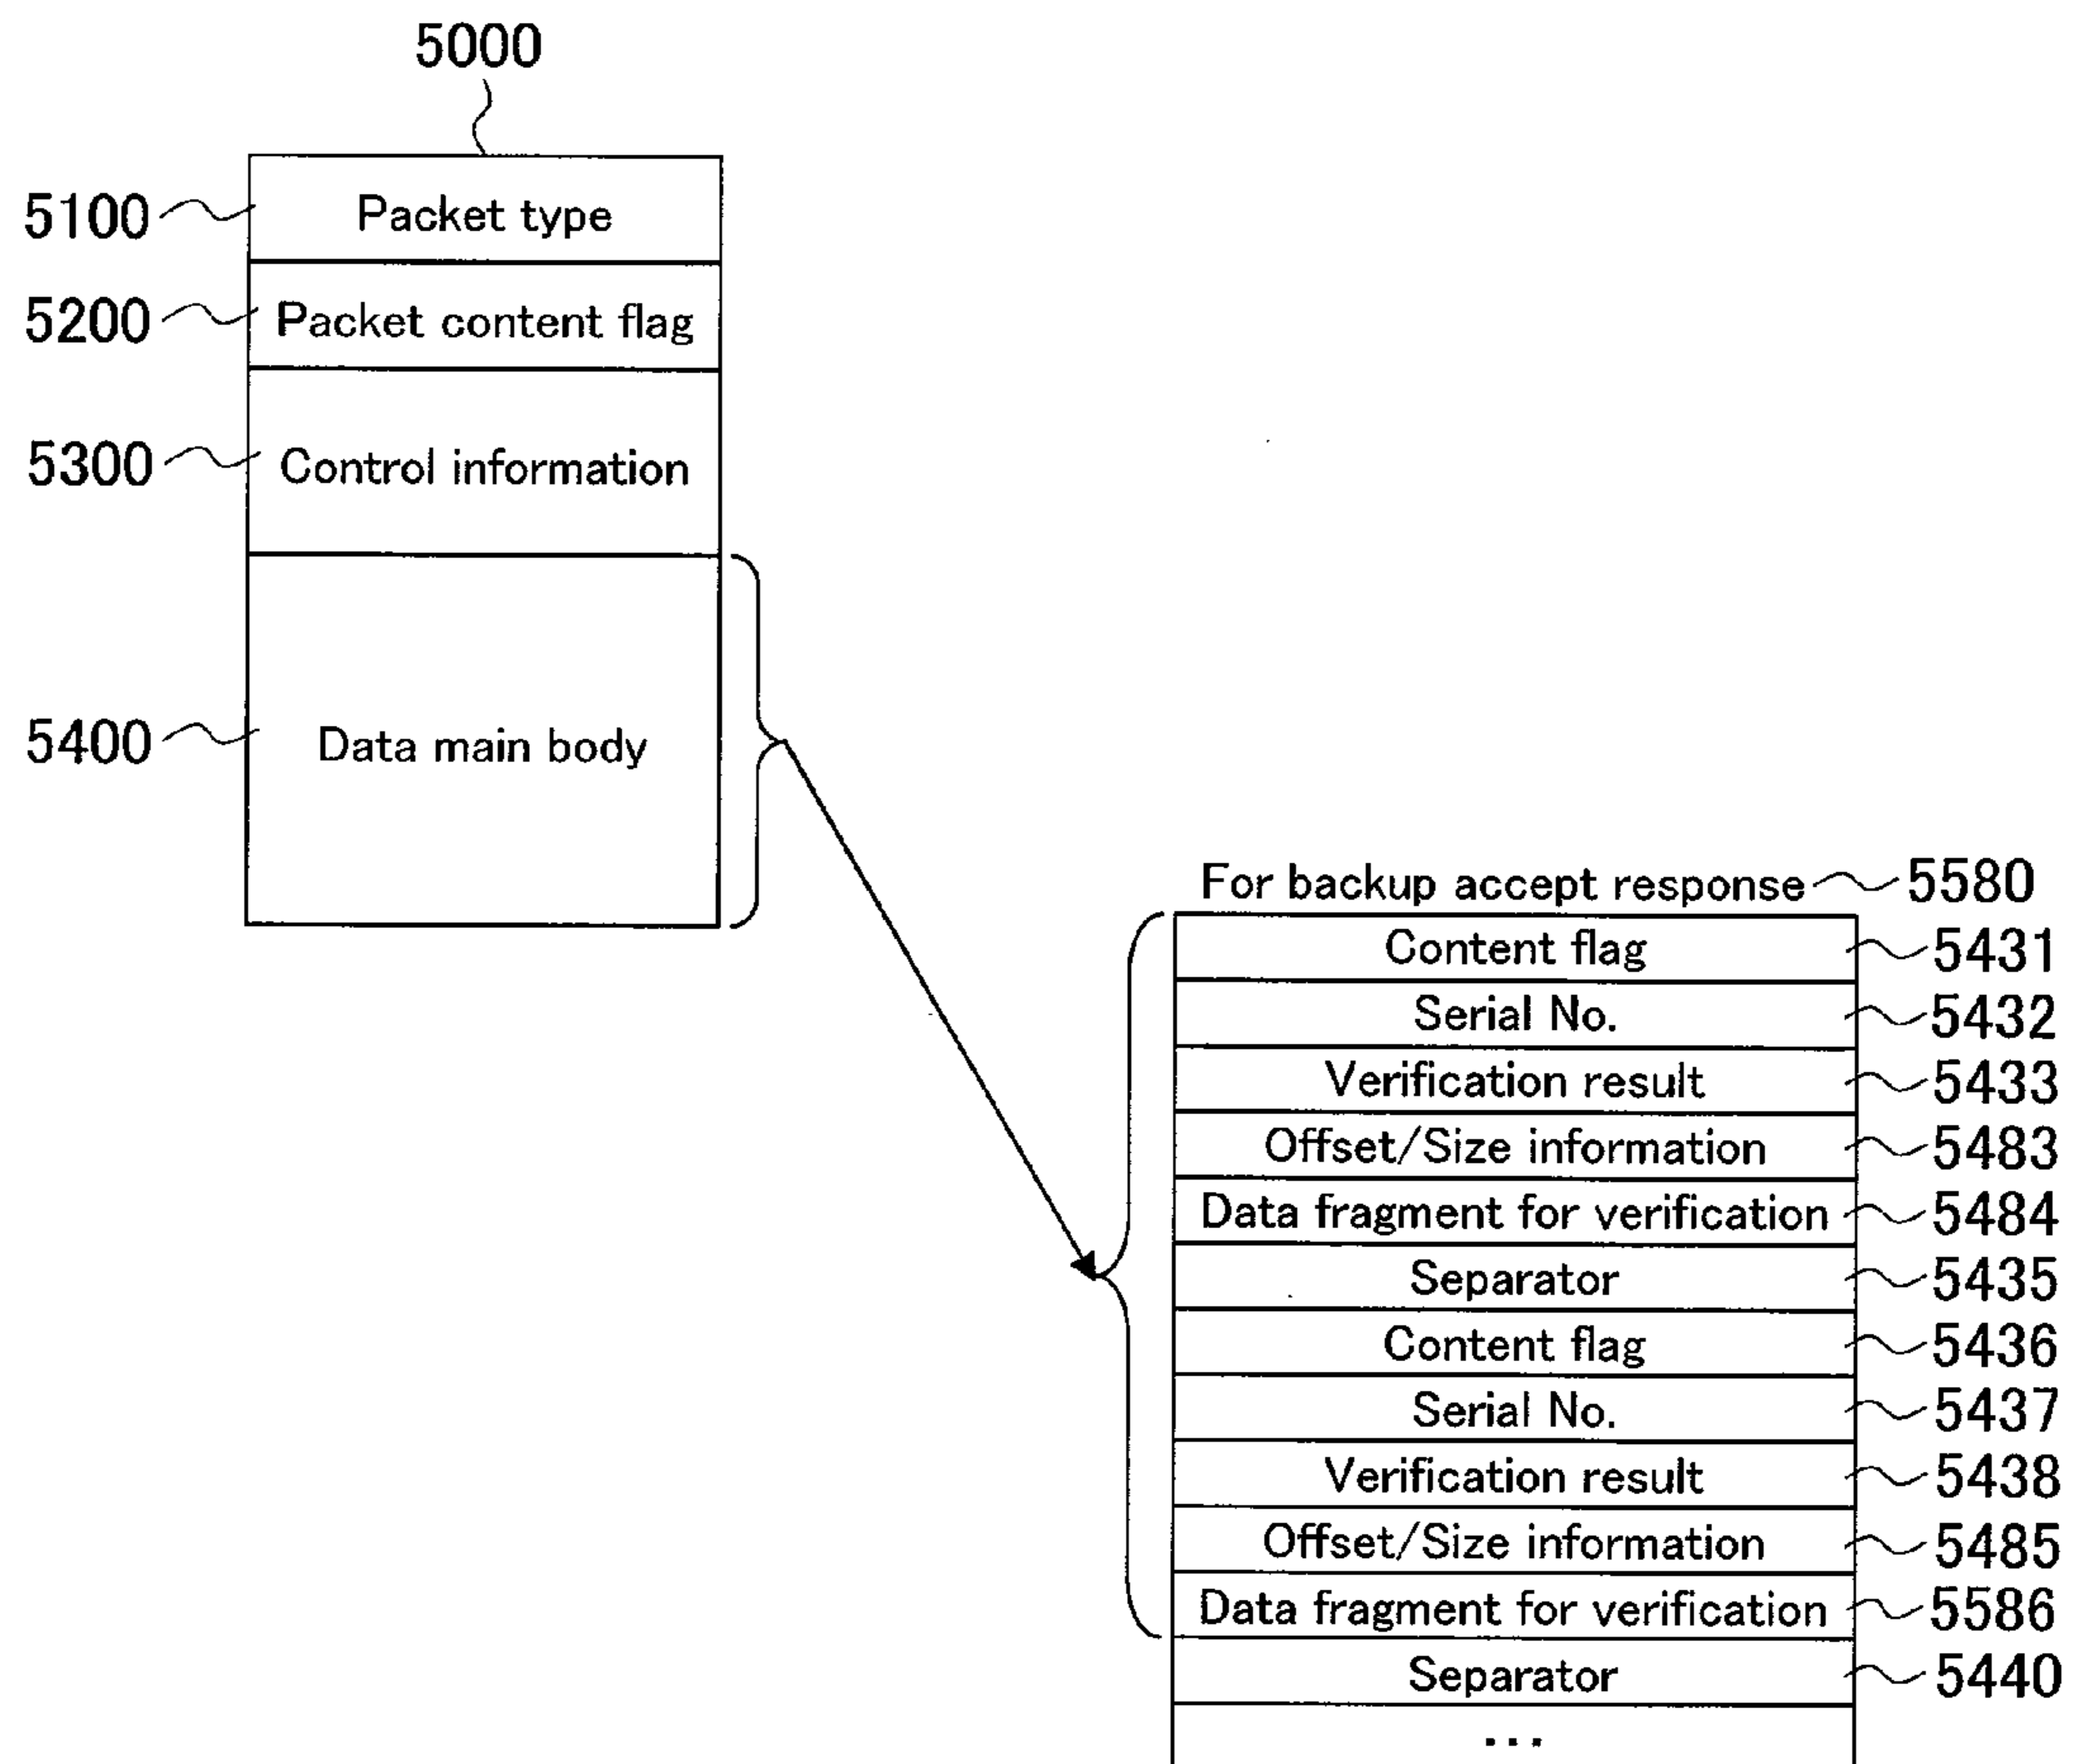 5000
5100 Packet type
5200 Packet content flag
5300 Control information
5400 Data main body
For backup accept response 5580
Content flag 5431
Serial No. 5432
Verification result 5433
Offset/Size information 5483
Data fragment for verification 5484
Separator 5435
Content flag 5436
Serial No. 5437
Verification result 5438
Offset/Size information 5485
Data fragment for verification 5586
Separator 5440
...